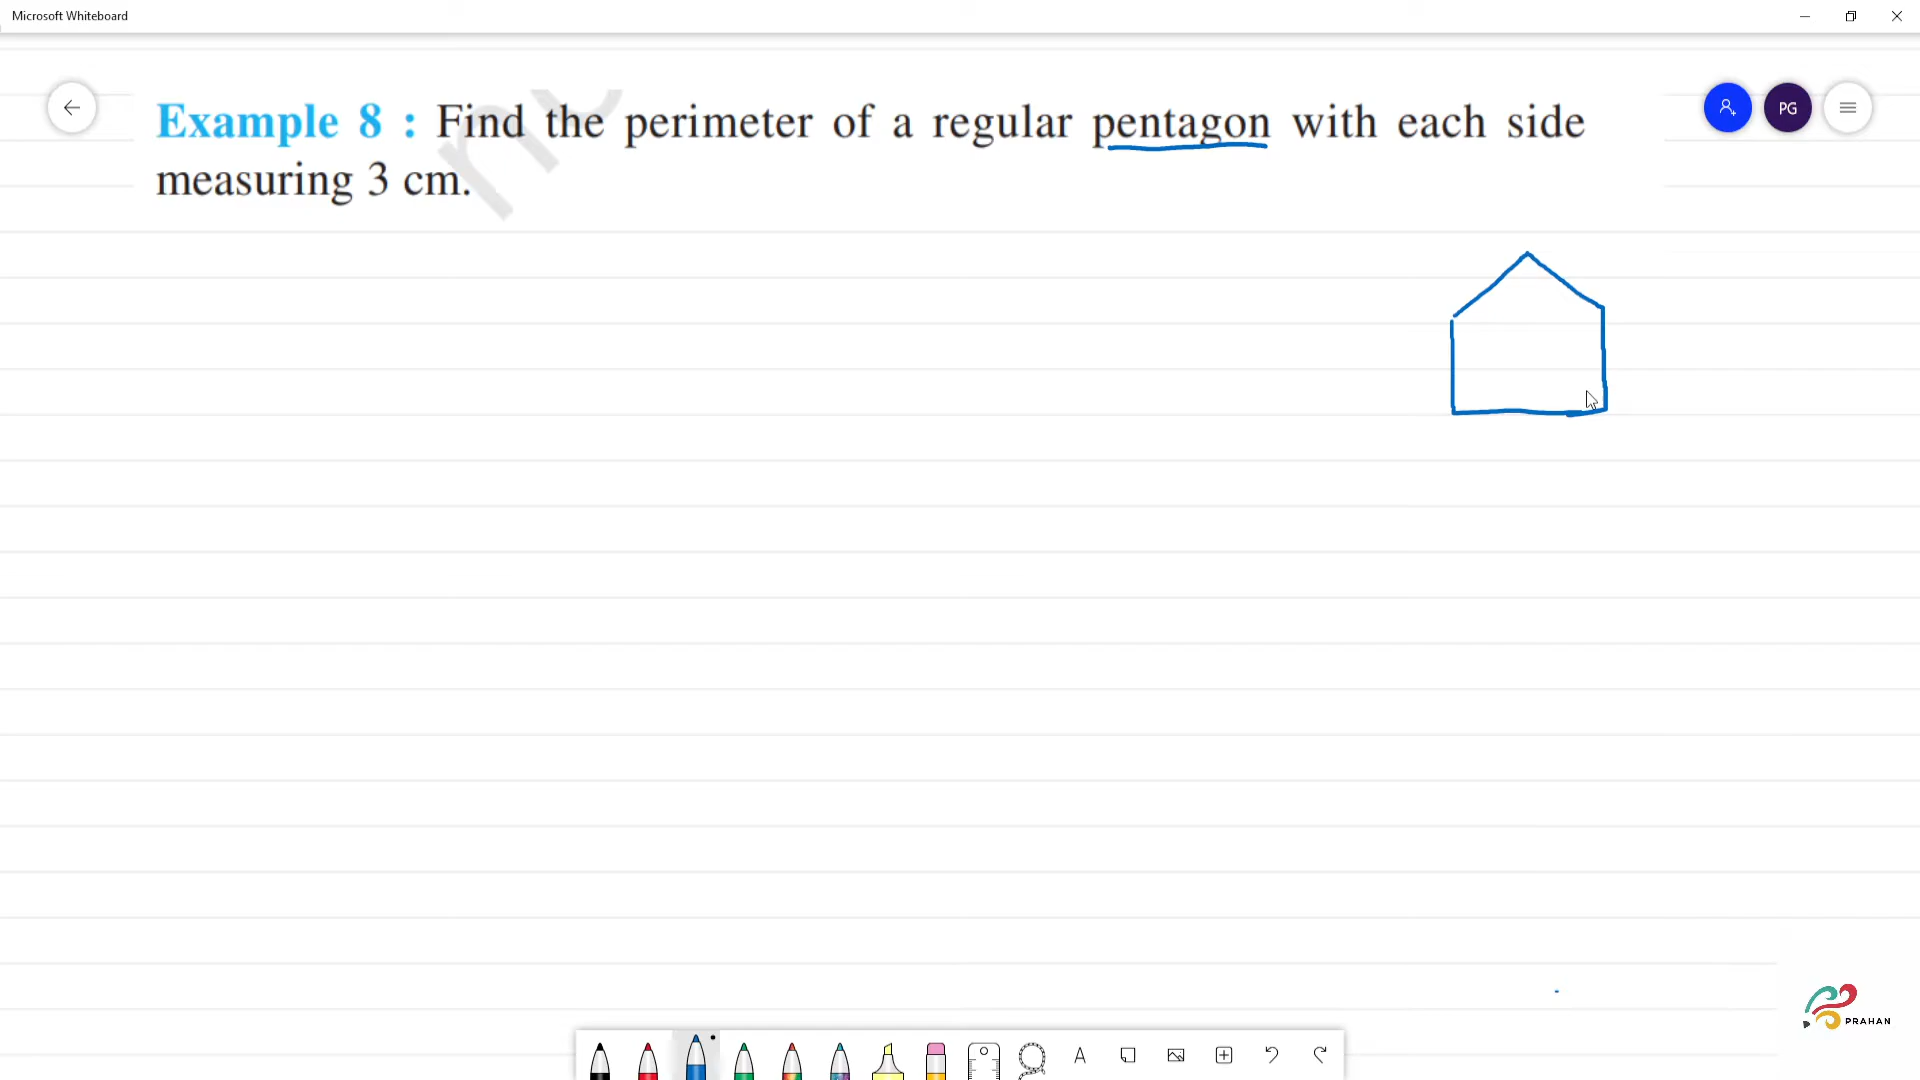 Microsoft Whiteboard
Example 8 : Find the perimeter of a regular pentagon with each side
measuring 3 cm.
PG
PRAHAN
A